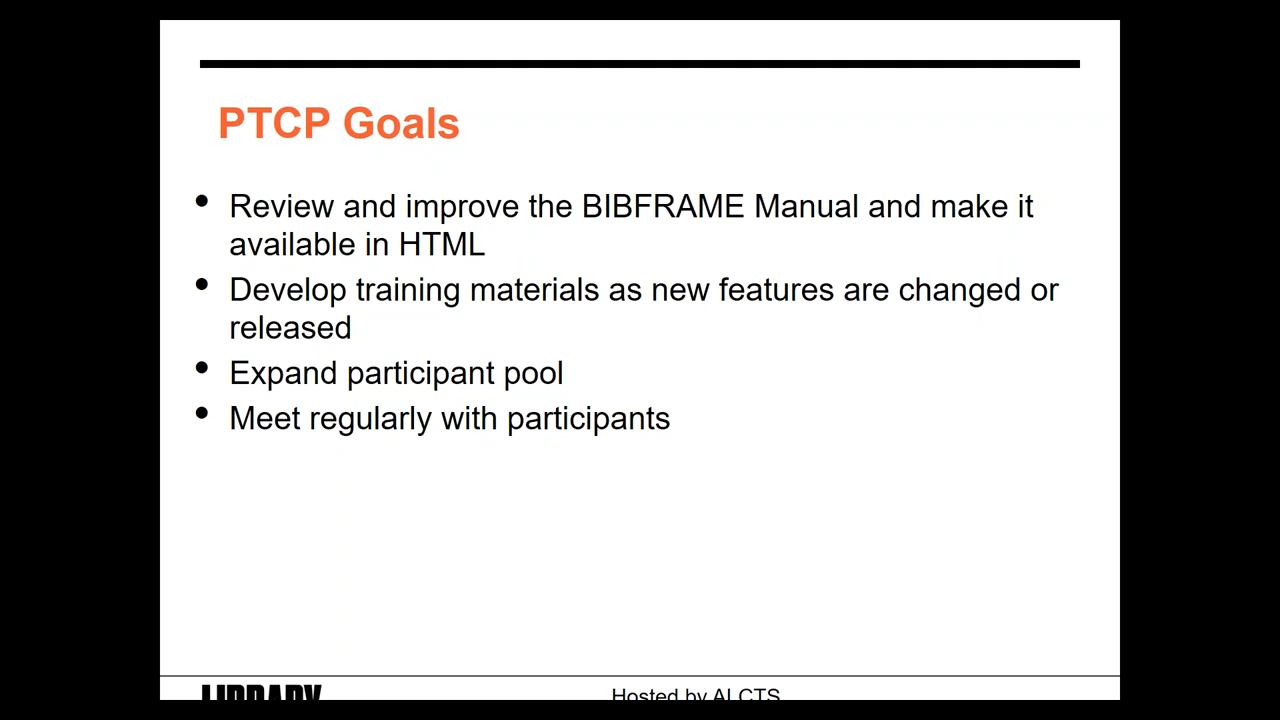 PTCP Goals
• Review and improve the BIBFRAME Manual and make it
available in HTML
• Develop training materials as new features are changed or
released
• Expand participant pool
• Meet regularly with participants
LIBRARY
Hosted by ALCTS